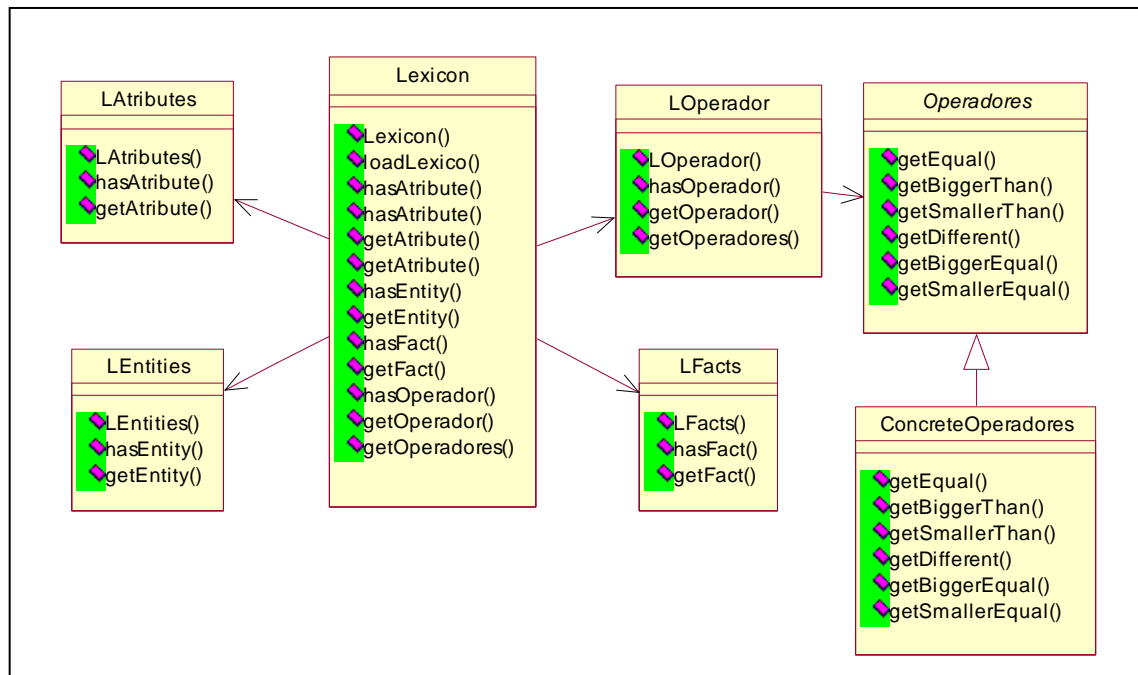 LAtributes
LAtributes()
hasAtribute()
getAtribute()
Lexicon
Lexicon()
loadLexico()
hasAtribute()
hasAtribute()
getAtribute()
getAtribute()
hasEntity()
getEntity()
hasFact()
getFact()
hasOperador()
getOperador()
getOperadores()
LOperador
LOperador()
hasOperador()
getOperador()
getOperadores()
Operadores
getEqual()
getBiggerThan()
getSmallerThan()
getDifferent()
getBiggerEqual()
getSmallerEqual()
LEntities
LEntities()
hasEntity()
getEntity()
LFacts
LFacts()
hasFact()
getFact()
ConcreteOperadores
getEqual()
getBiggerThan()
getSmallerThan()
getDifferent()
getBiggerEqual()
getSmallerEqual()